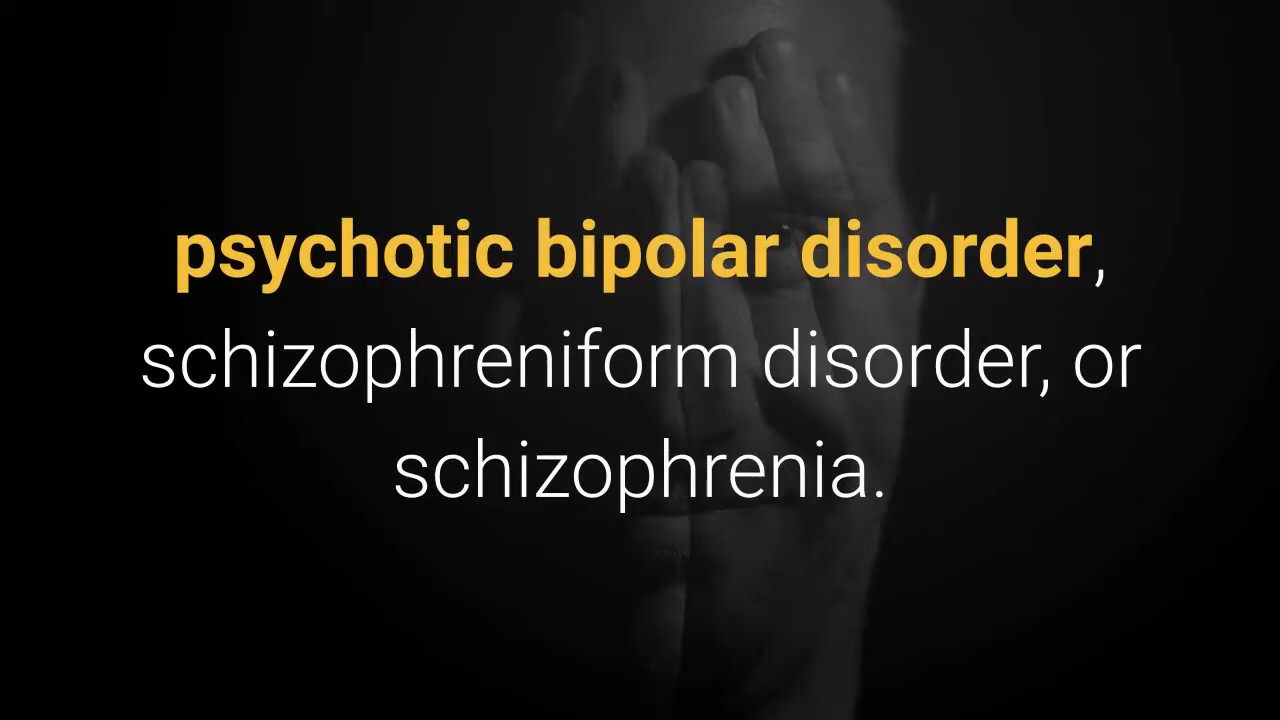 psychotic bipolar disorder,
schizophreniform disorder, or
schizophrenia.